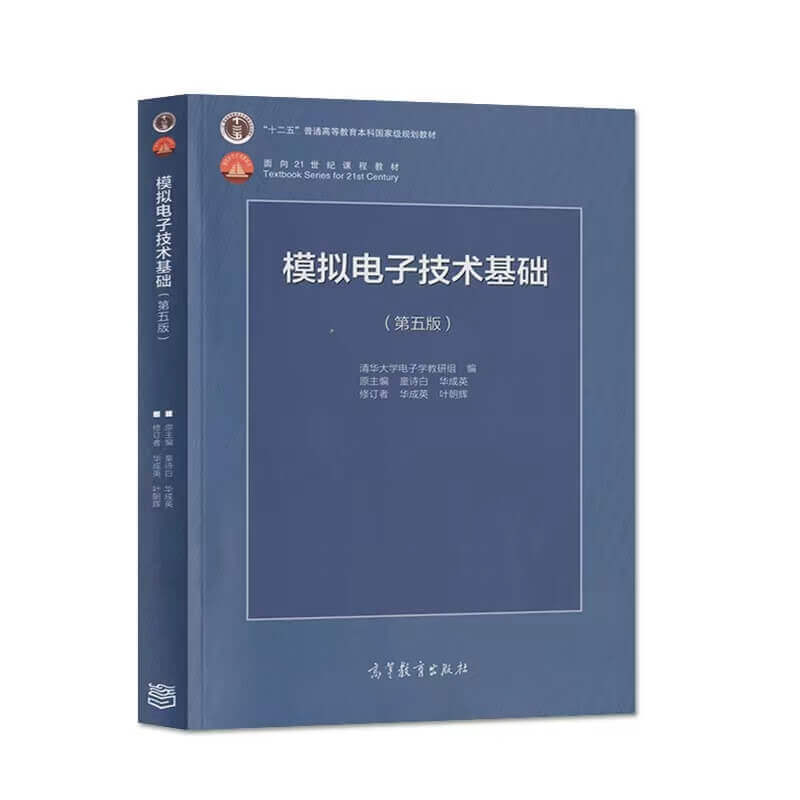 十二五
"十二五"普通高等教育本科国家级规划教材
面向21世纪课程教材
Textbook Series for 21st Century
模拟电子技术基础
（第五版）
清华大学电子学教研组 编
原主编 童诗白 华成英
修订者 华成英 叶朝辉
高等教育出版社
模拟电子技术基础（第五版）
原主编 童诗白 华成英
修订者 华成英 叶朝辉